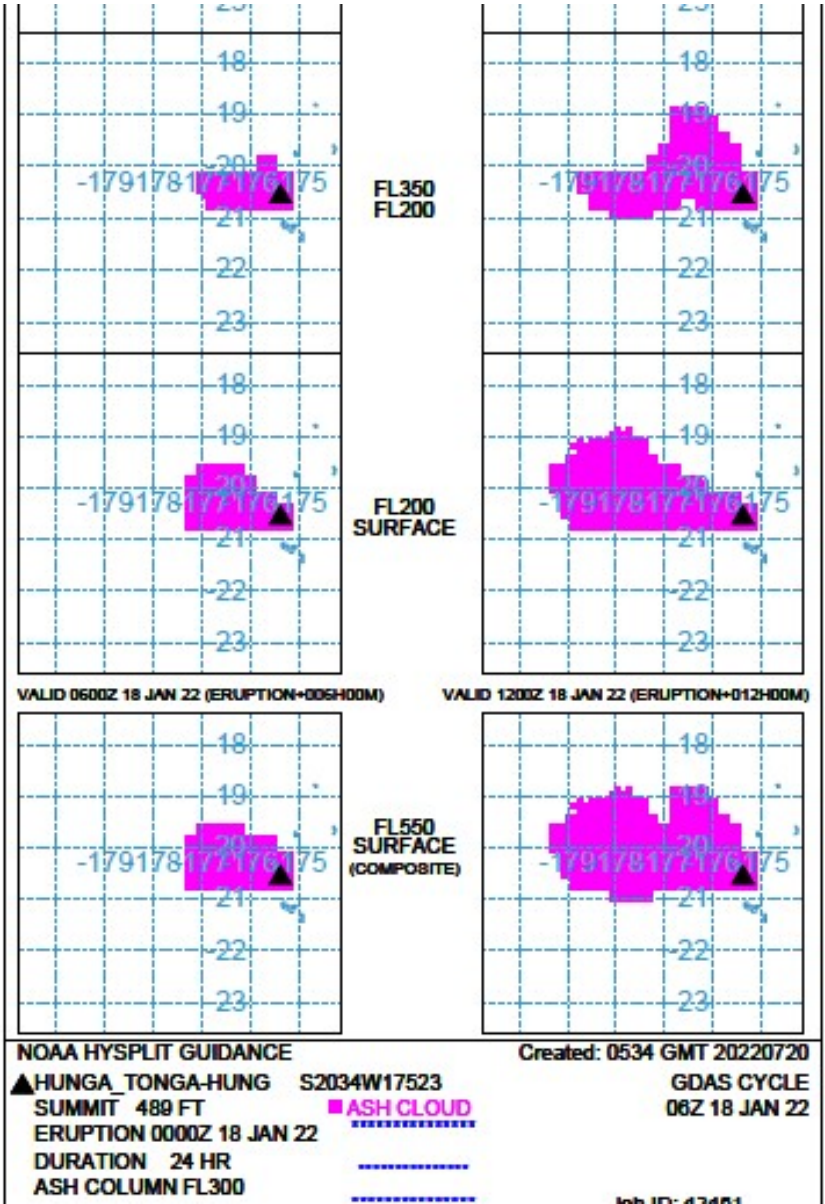 -18
-19
-20
-179178177176175
-21
-22
-23
FL350
FL200
-18
-19
-20
-179178177176175
-21
-22
-23
-18
-19
-20
-179178177176175
-21
-22
-23
FL200
SURFACE
-18
-19
-20
-179178177176175
-21
-22
-23
VALID 0600Z 18 JAN 22 (ERUPTION+006H00M)
VALID 1200Z 18 JAN 22 (ERUPTION+012H00M)
-18
-19
-20
-179178177176175
-21
-22
-23
FL550
SURFACE
(COMPOSITE)
-18
-19
-20
-179178177176175
-21
-22
-23
NOAA HYSPLIT GUIDANCE
Created: 0534 GMT 20220720
HUNGA_TONGA-HUNG S2034W17523
GDAS CYCLE
SUMMIT 489 FT
ASH CLOUD
06Z 18 JAN 22
ERUPTION 0000Z 18 JAN 22
DURATION 24 HR
ASH COLUMN FL300
Job ID: